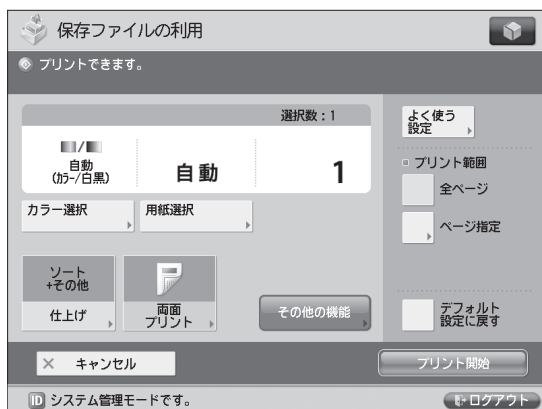 保存ファイルの利用
プリントできます。
選択数：1
自動
(ｶﾗｰ/白黒)
自動
1
カラー選択
用紙選択
ソート
+その他
仕上げ
両面
プリント
その他の機能
よく使う
設定
プリント範囲
全ページ
ページ指定
デフォルト
設定に戻す
キャンセル
プリント開始
ID システム管理モードです。
ログアウト